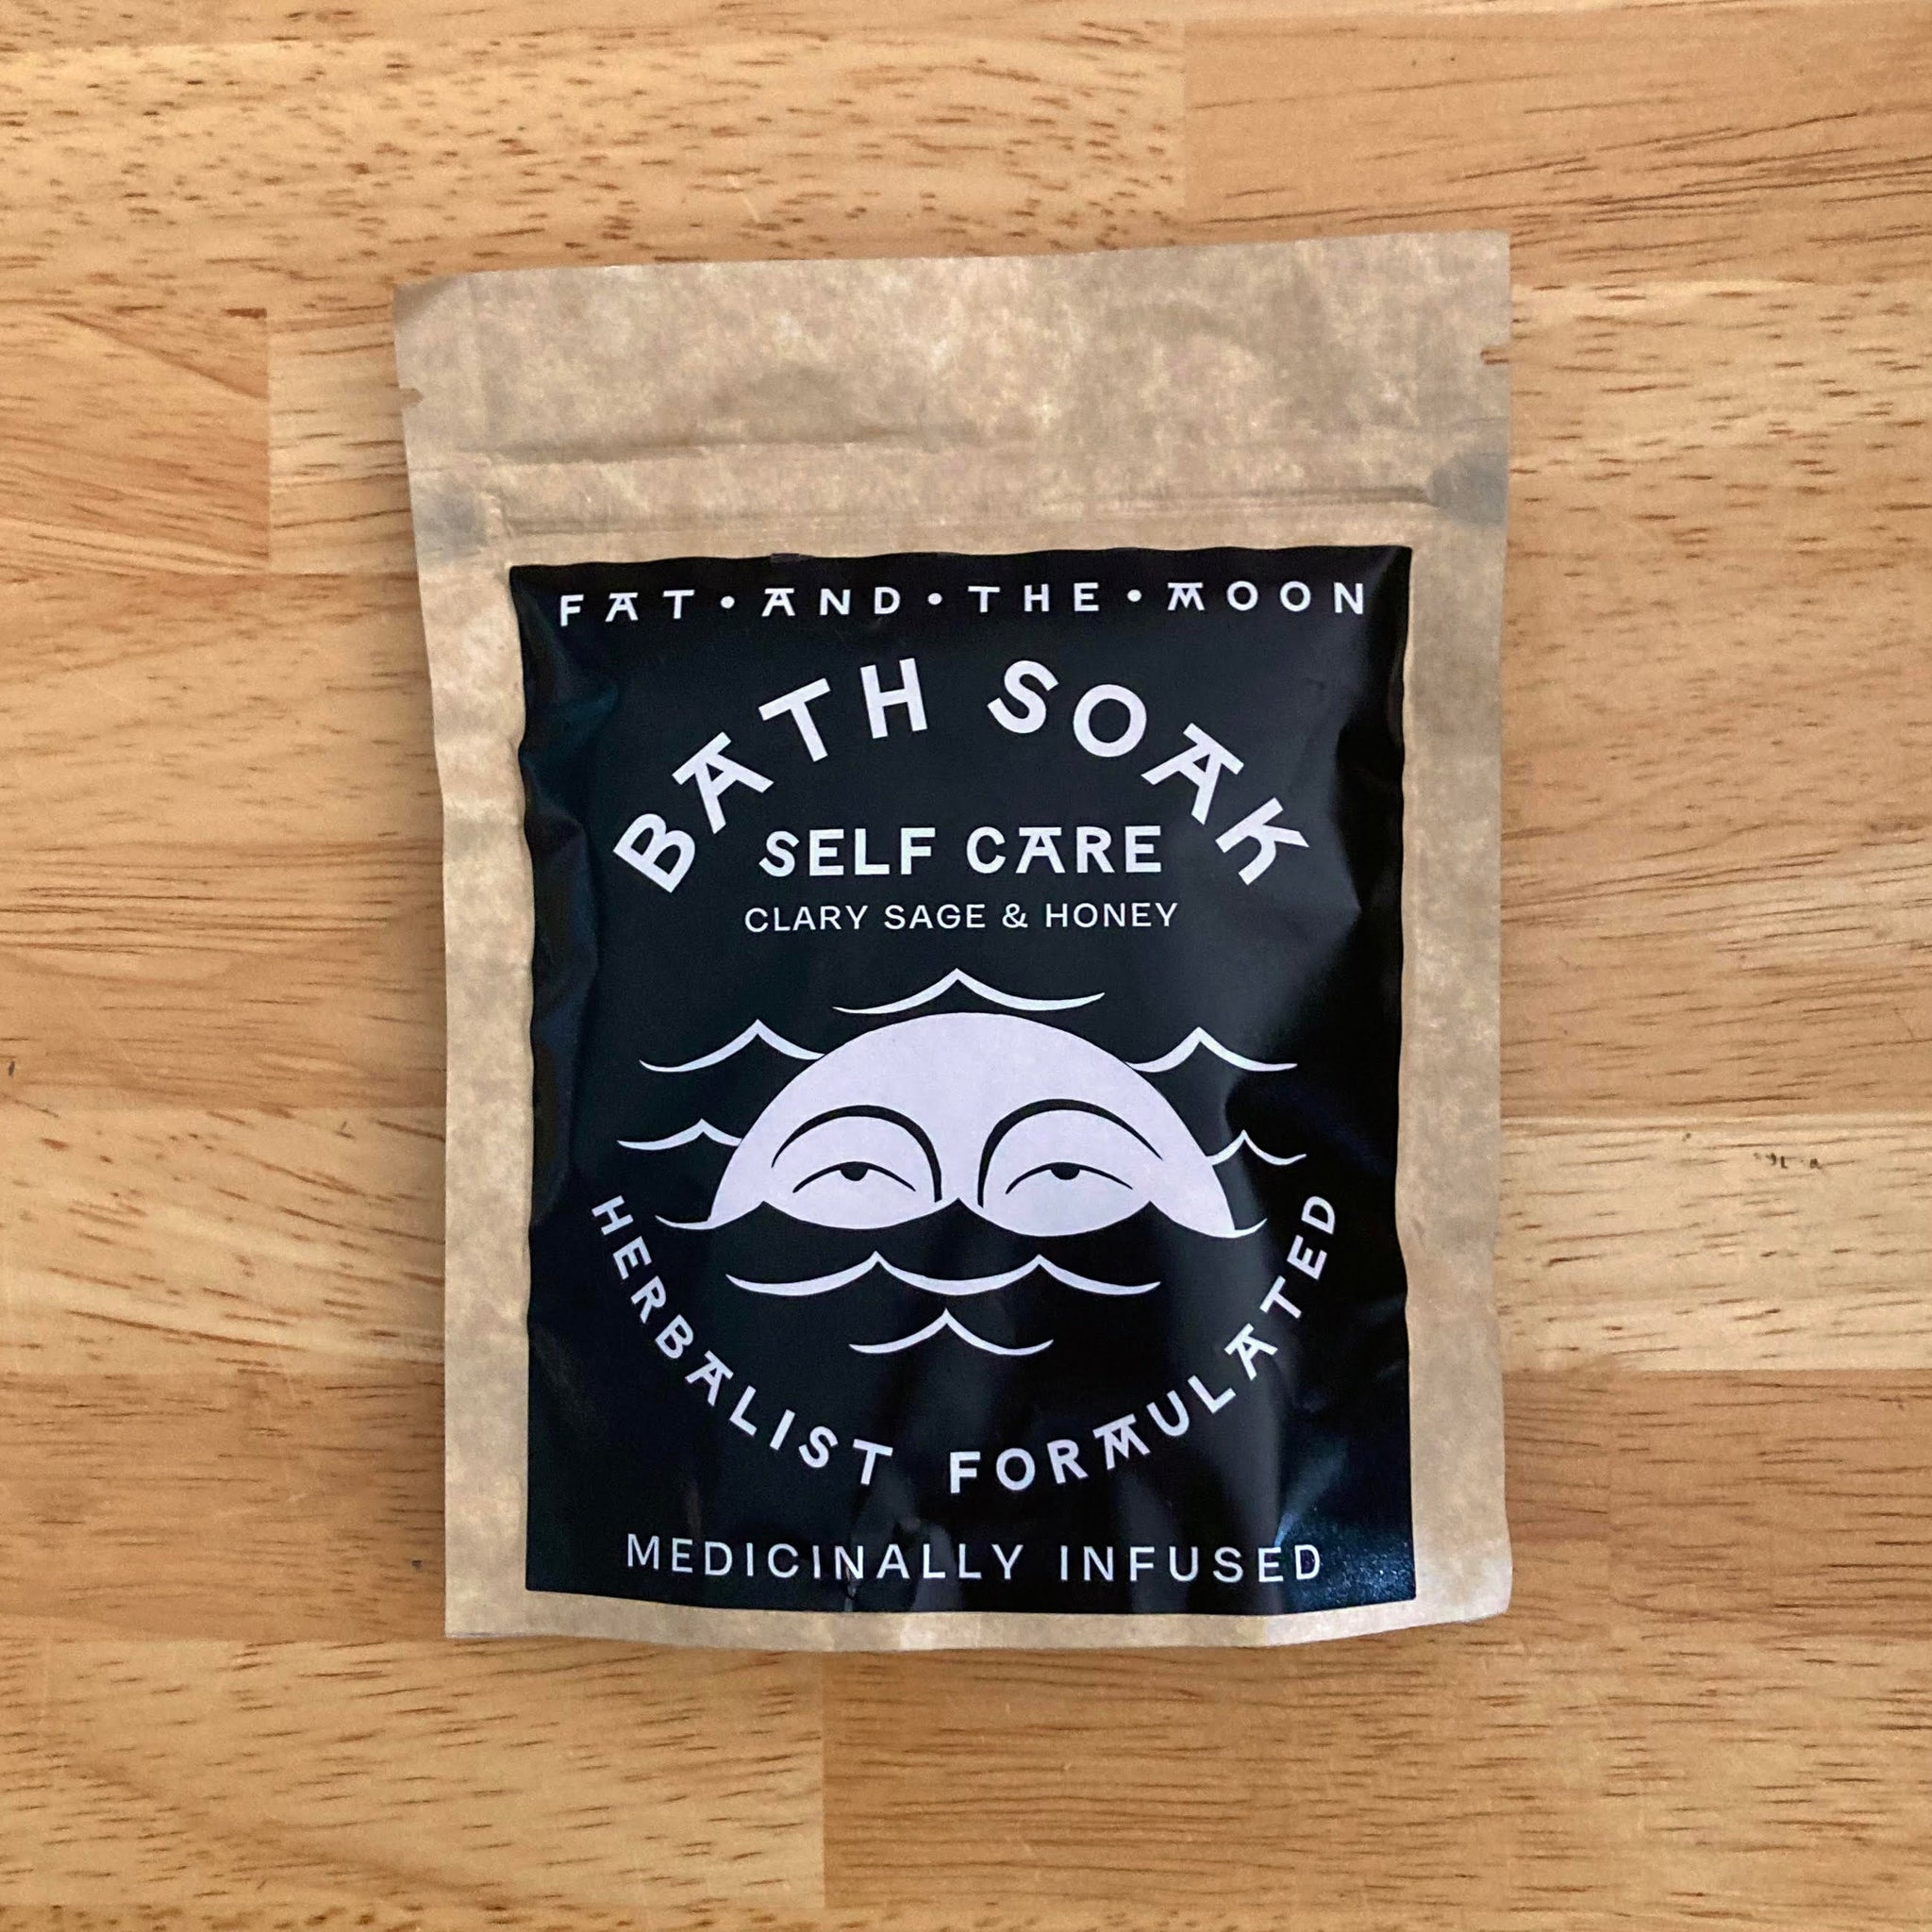 FAT•AND•THE•MOON
BATH SOAK
SELF CARE
CLARY SAGE & HONEY
HERBALIST FORMULATED
MEDICINALLY INFUSED